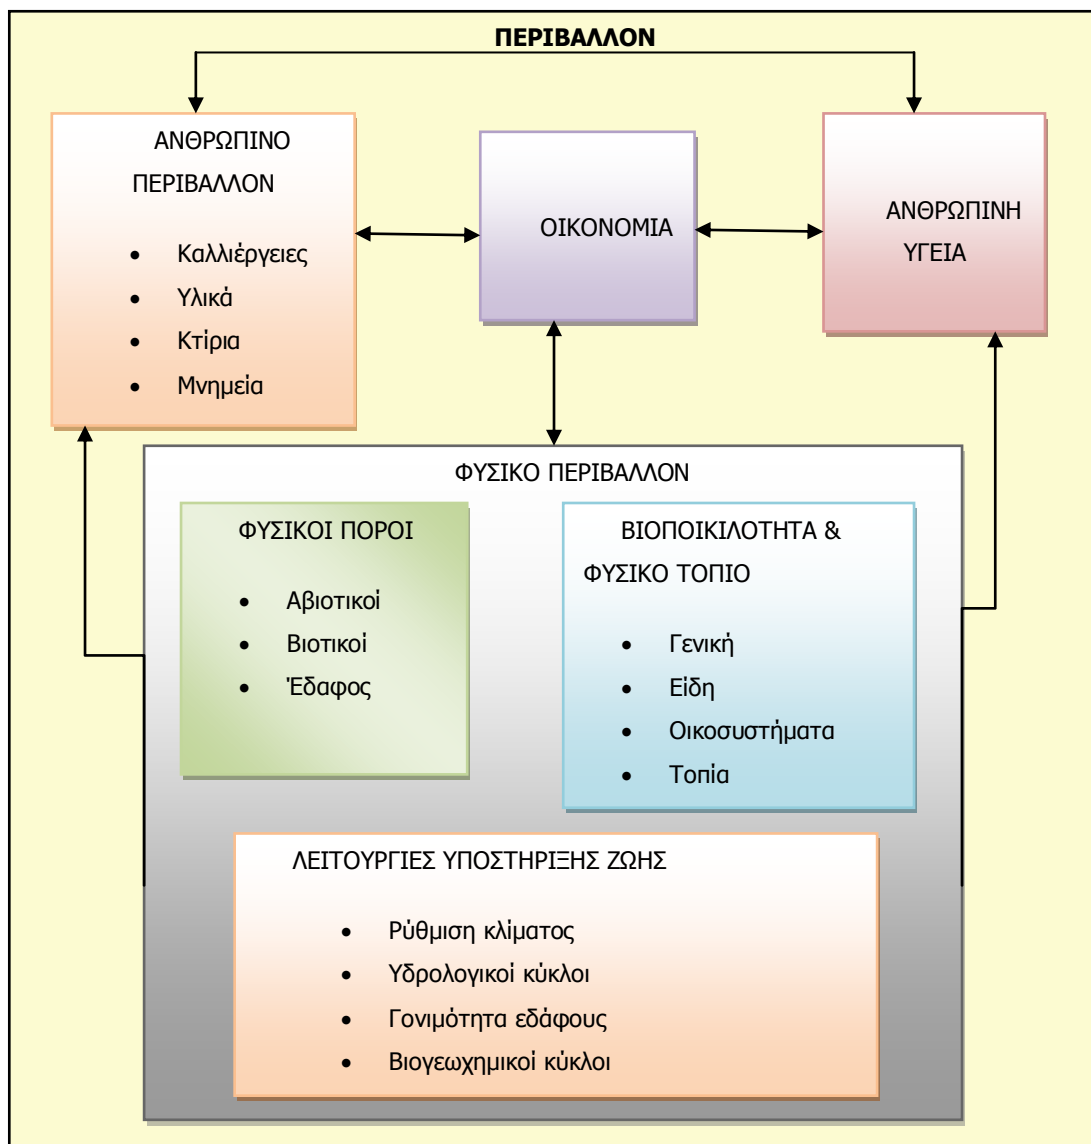 ΠΕΡΙΒΑΛΛΟΝ
ΑΝΘΡΩΠΙΝΟ
ΠΕΡΙΒΑΛΛΟΝ
• Καλλιέργειες
• Υλικά
• Κτίρια
• Μνημεία
ΟΙΚΟΝΟΜΙΑ
ΑΝΘΡΩΠΙΝΗ
ΥΓΕΙΑ
ΦΥΣΙΚΟ ΠΕΡΙΒΑΛΛΟΝ
ΦΥΣΙΚΟΙ ΠΟΡΟΙ
• Αβιοτικοί
• Βιοτικοί
• Έδαφος
ΒΙΟΠΟΙΚΙΛΟΤΗΤΑ &
ΦΥΣΙΚΟ ΤΟΠΙΟ
• Γενική
• Είδη
• Οικοσυστήματα
• Τοπία
ΛΕΙΤΟΥΡΓΙΕΣ ΥΠΟΣΤΗΡΙΞΗΣ ΖΩΗΣ
• Ρύθμιση κλίματος
• Υδρολογικοί κύκλοι
• Γονιμότητα εδάφους
• Βιογεωχημικοί κύκλοι